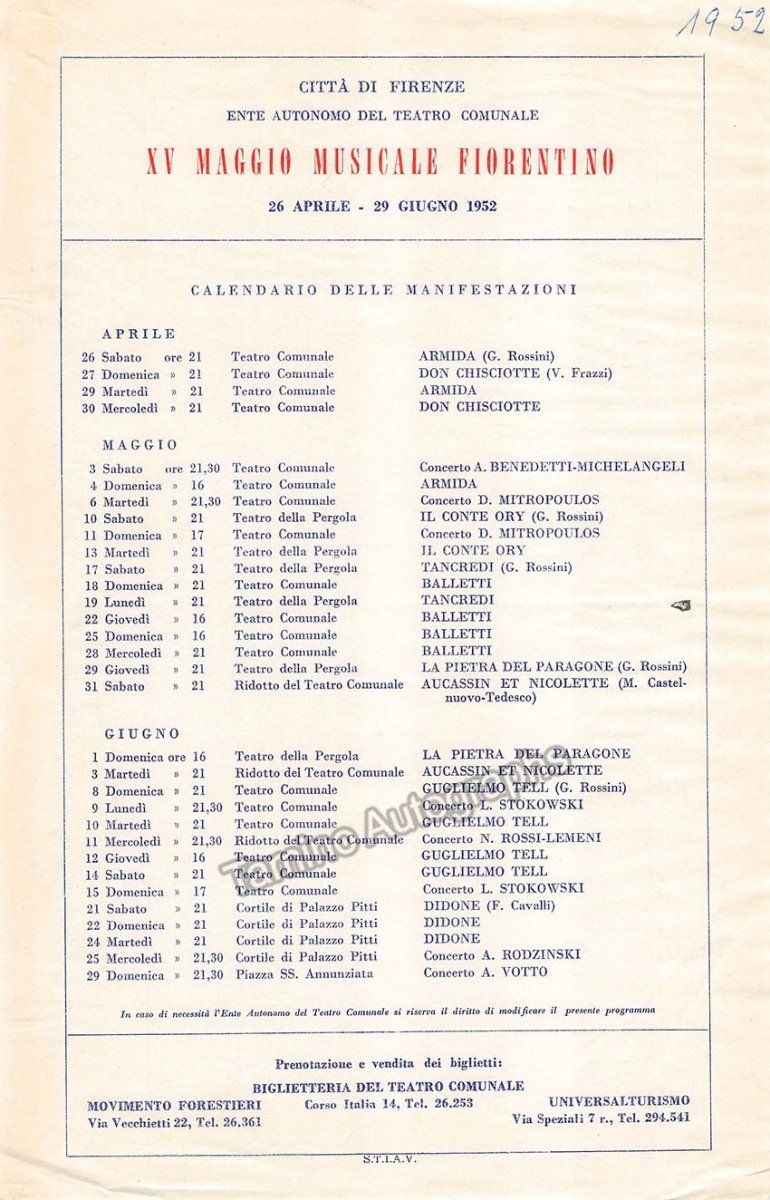 1952
CITTÀ DI FIRENZE
ENTE AUTONOMO DEL TEATRO COMUNALE
XV MAGGIO MUSICALE FIORENTINO
26 APRILE - 29 GIUGNO 1952
CALENDARIO DELLE MANIFESTAZIONI
APRILE
26 Sabato ore 21 Teatro Comunale ARMIDA (G. Rossini)
27 Domenica » 21 Teatro Comunale DON CHISCIOTTE (V. Frazzi)
29 Martedì » 21 Teatro Comunale ARMIDA
30 Mercoledì » 21 Teatro Comunale DON CHISCIOTTE
MAGGIO
3 Sabato ore 21,30 Teatro Comunale Concerto A. BENEDETTI-MICHELANGELI
4 Domenica » 16 Teatro Comunale ARMIDA
6 Martedì » 21,30 Teatro Comunale Concerto D. MITROPOULOS
10 Sabato » 21 Teatro della Pergola IL CONTE ORY (G. Rossini)
11 Domenica » 17 Teatro Comunale Concerto D. MITROPOULOS
13 Martedì » 21 Teatro della Pergola IL CONTE ORY
17 Sabato » 21 Teatro della Pergola TANCREDI (G. Rossini)
18 Domenica » 21 Teatro Comunale BALLETTI
19 Lunedì » 21 Teatro della Pergola TANCREDI
22 Giovedì » 16 Teatro Comunale BALLETTI
25 Domenica » 16 Teatro Comunale BALLETTI
28 Mercoledì » 21 Teatro Comunale BALLETTI
29 Giovedì » 21 Teatro della Pergola LA PIETRA DEL PARAGONE (G. Rossini)
31 Sabato » 21 Ridotto del Teatro Comunale AUCASSIN ET NICOLETTE (M. Castel-
nuovo-Tedesco)
GIUGNO
1 Domenica ore 16 Teatro della Pergola LA PIETRA DEL PARAGONE
3 Martedì » 21 Ridotto del Teatro Comunale AUCASSIN ET NICOLETTE
8 Domenica » 21 Teatro Comunale GUGLIELMO TELL (G. Rossini)
9 Lunedì » 21,30 Teatro Comunale Concerto L. STOKOWSKI
10 Martedì » 21 Teatro Comunale GUGLIELMO TELL
11 Mercoledì » 21,30 Ridotto del Teatro Comunale Concerto N. ROSSI-LEMENI
12 Giovedì » 16 Teatro Comunale GUGLIELMO TELL
14 Sabato » 21 Teatro Comunale GUGLIELMO TELL
15 Domenica » 17 Teatro Comunale Concerto L. STOKOWSKI
21 Sabato » 21 Cortile di Palazzo Pitti DIDONE (F. Cavalli)
22 Domenica » 21 Cortile di Palazzo Pitti DIDONE
24 Martedì » 21 Cortile di Palazzo Pitti DIDONE
25 Mercoledì » 21,30 Cortile di Palazzo Pitti Concerto A. RODZINSKI
29 Domenica » 21,30 Piazza SS. Annunziata Concerto A. VOTTO
Tamino Autographs
In caso di necessità l'Ente Autonomo del Teatro Comunale si riserva il diritto di modificare il presente programma
Prenotazione e vendita dei biglietti:
BIGLIETTERIA DEL TEATRO COMUNALE
Corso Italia 14, Tel. 26.253
MOVIMENTO FORESTIERI
Via Vecchietti 22, Tel. 26.361
UNIVERSALTURISMO
Via Speziali 7 r., Tel. 294.541
S.T.I.A.V.